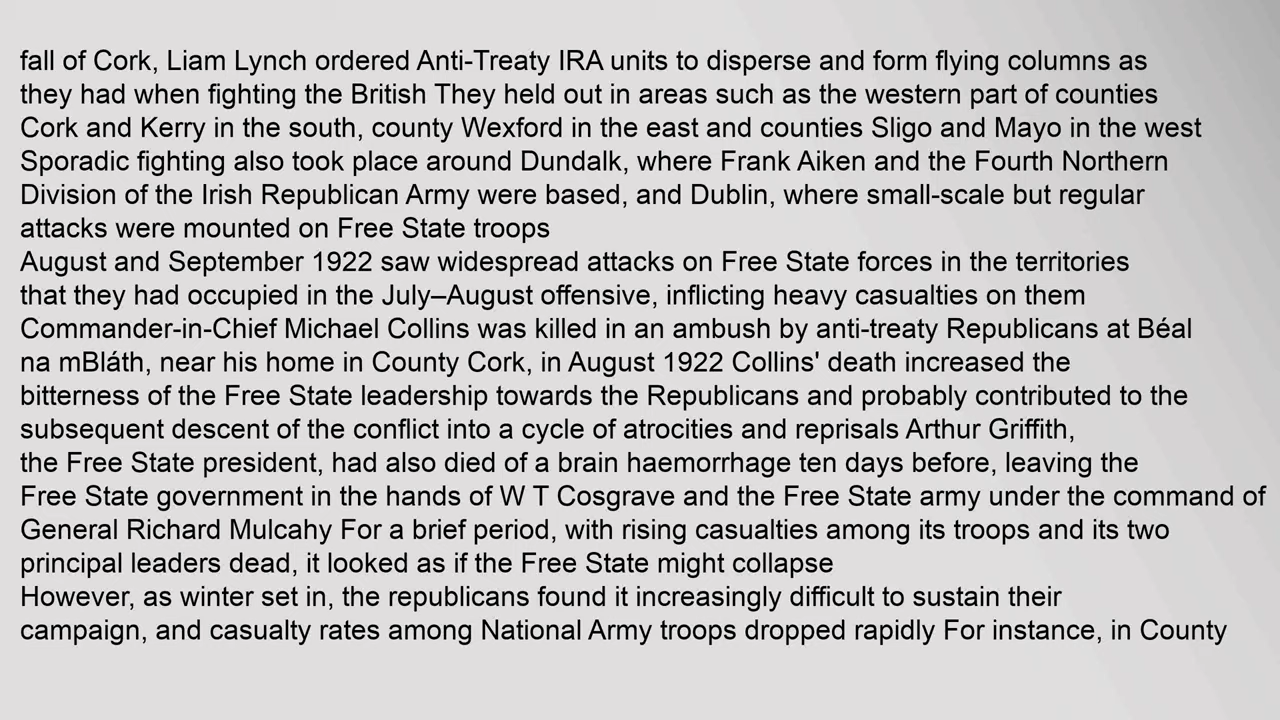 fall of Cork, Liam Lynch ordered Anti-Treaty IRA units to disperse and form flying columns as
they had when fighting the British They held out in areas such as the western part of counties
Cork and Kerry in the south, county Wexford in the east and counties Sligo and Mayo in the west
Sporadic fighting also took place around Dundalk, where Frank Aiken and the Fourth Northern
Division of the Irish Republican Army were based, and Dublin, where small-scale but regular
attacks were mounted on Free State troops
August and September 1922 saw widespread attacks on Free State forces in the territories
that they had occupied in the July–August offensive, inflicting heavy casualties on them
Commander-in-Chief Michael Collins was killed in an ambush by anti-treaty Republicans at Béal
na mBláth, near his home in County Cork, in August 1922 Collins' death increased the
bitterness of the Free State leadership towards the Republicans and probably contributed to the
subsequent descent of the conflict into a cycle of atrocities and reprisals Arthur Griffith,
the Free State president, had also died of a brain haemorrhage ten days before, leaving the
Free State government in the hands of W T Cosgrave and the Free State army under the command of
General Richard Mulcahy For a brief period, with rising casualties among its troops and its two
principal leaders dead, it looked as if the Free State might collapse
However, as winter set in, the republicans found it increasingly difficult to sustain their
campaign, and casualty rates among National Army troops dropped rapidly For instance, in County